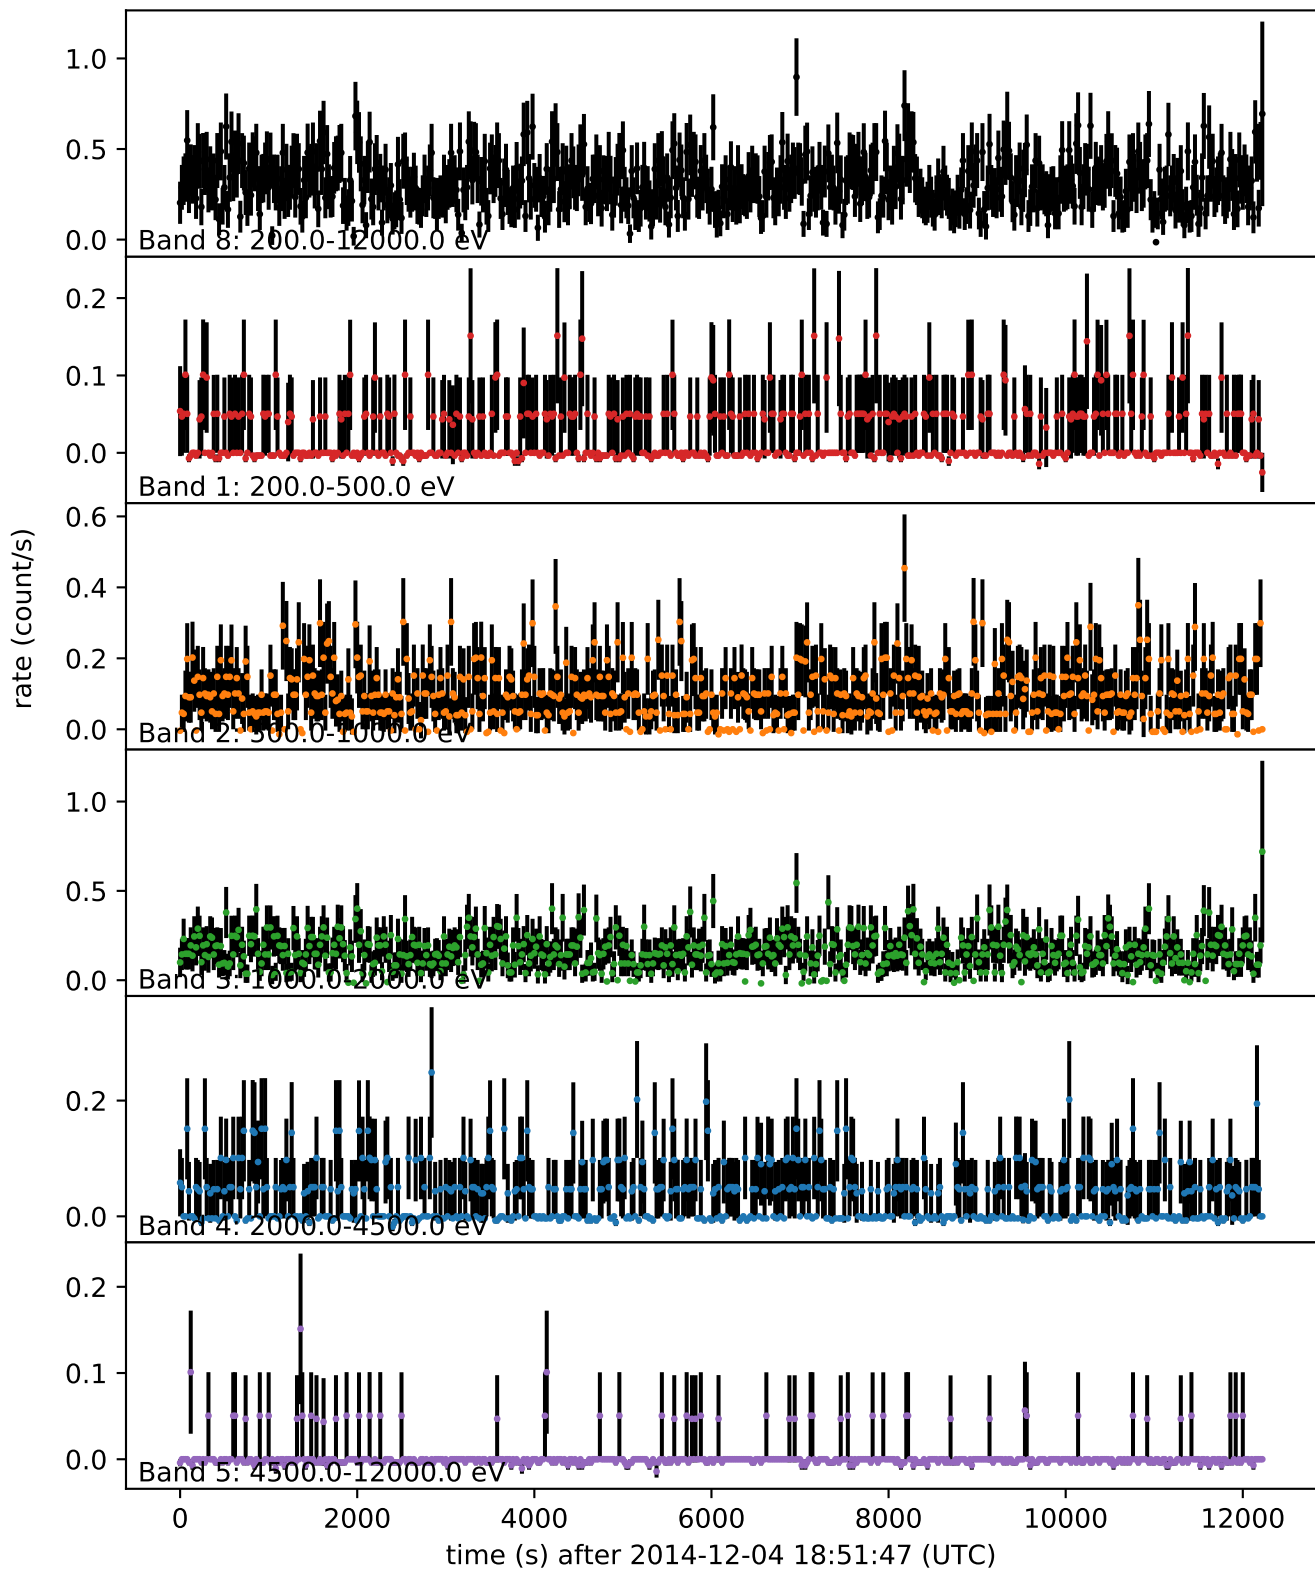 1.0
0.5
0.0
Band 8: 200.0-12000.0 eV
0.2
0.1
0.0
Band 1: 200.0-500.0 eV
0.6
0.4
0.2
0.0
Band 2: 500.0-1000.0 eV
rate (count/s)
1.0
0.5
0.0
Band 3: 1000.0-2000.0 eV
0.2
0.0
Band 4: 2000.0-4500.0 eV
0.2
0.1
0.0
Band 5: 4500.0-12000.0 eV
0 2000 4000 6000 8000 10000 12000
time (s) after 2014-12-04 18:51:47 (UTC)